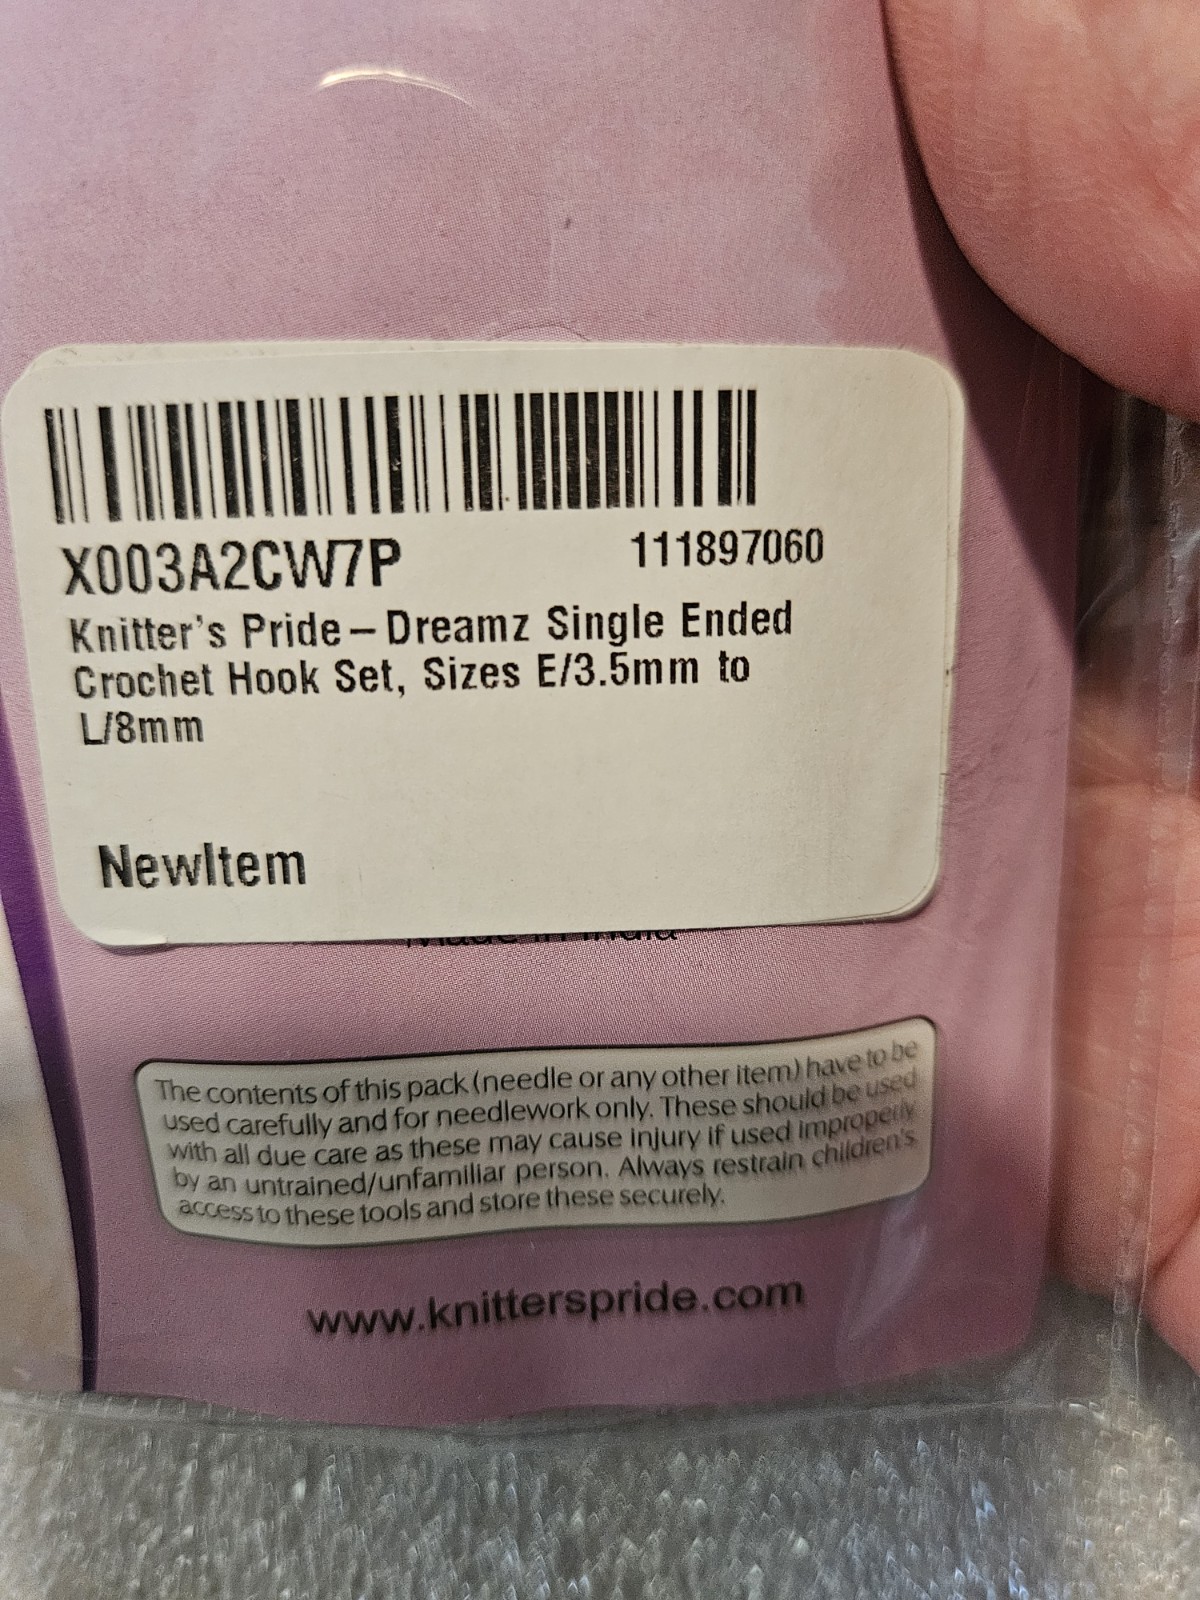 X003A2CW7P 111897060
Knitter's Pride – Dreamz Single Ended
Crochet Hook Set, Sizes E/3.5mm to
L/8mm
NewItem
Made in India
The contents of this pack (needle or any other item) have to be
used carefully and for needlework only. These should be used
with all due care as these may cause injury if used improperly
by an untrained/unfamiliar person. Always restrain children's
access to these tools and store these securely.
www.knitterspride.com